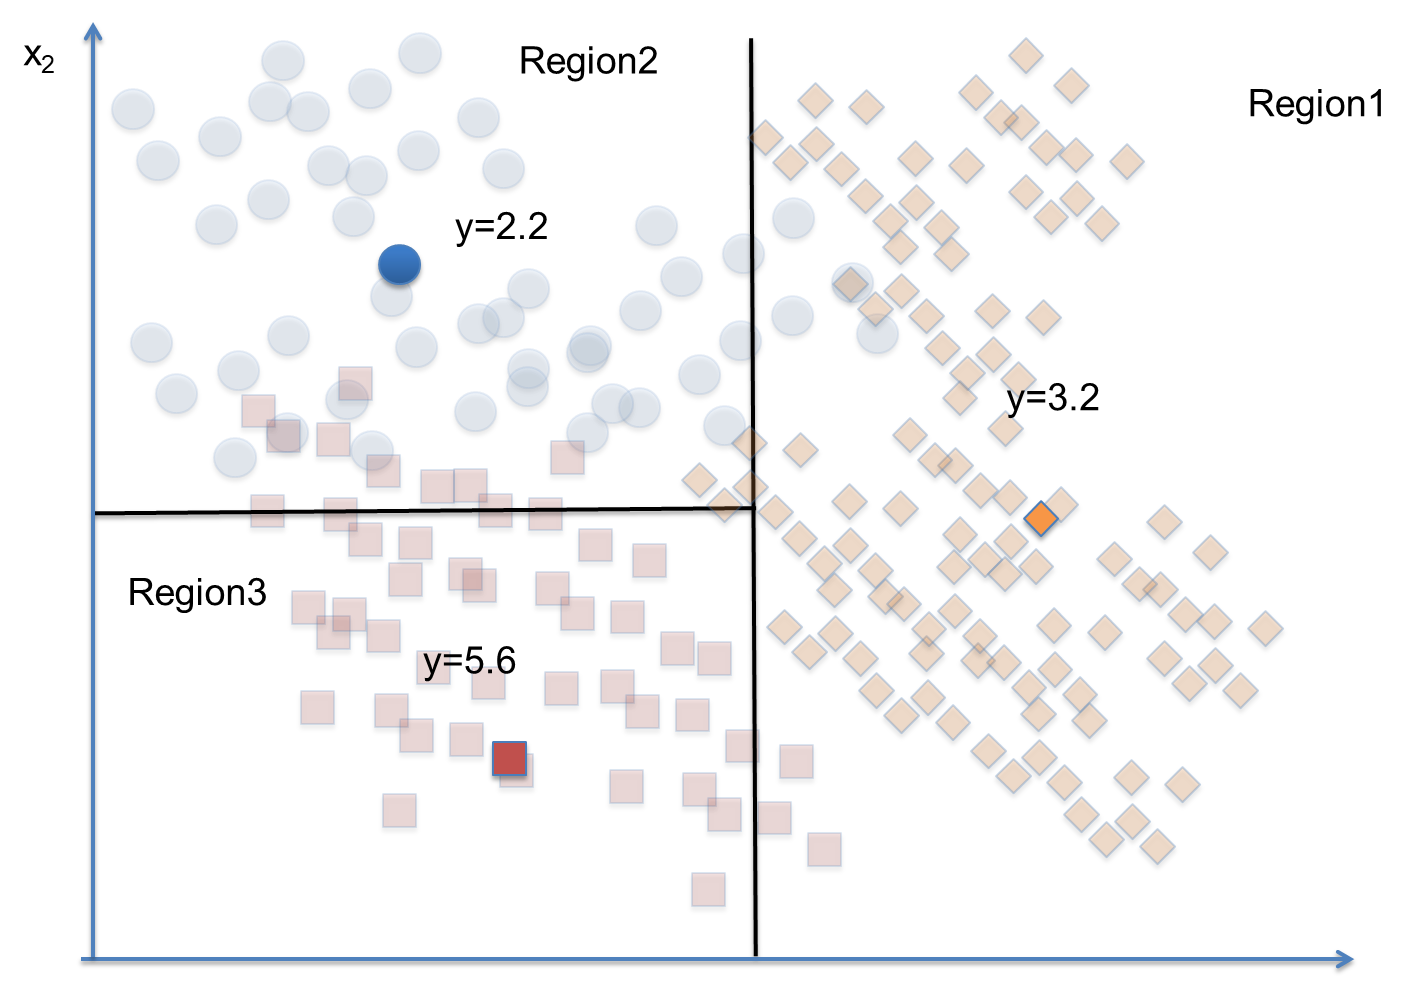 x₂
Region2
Region1
y=2.2
y=3.2
Region3
y=5.6